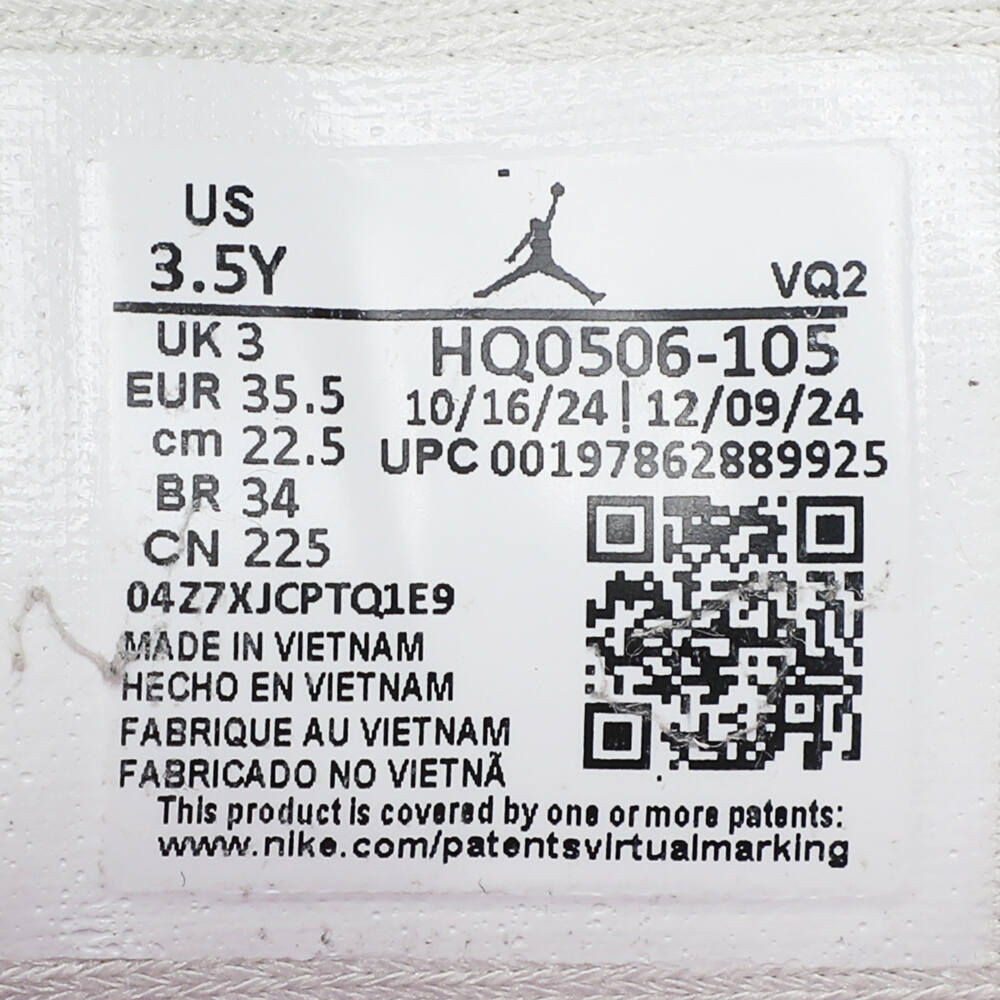 US
3.5Y
VQ2
UK 3
EUR 35.5
cm 22.5
BR 34
CN 225
HQ0506-105
10/16/24 | 12/09/24
UPC 00197862889925
04Z7XJCPTQ1E9
MADE IN VIETNAM
HECHO EN VIETNAM
FABRIQUE AU VIETNAM
FABRICADO NO VIETNÃ
This product is covered by one or more patents:
www.nike.com/patentsvirtualmarking